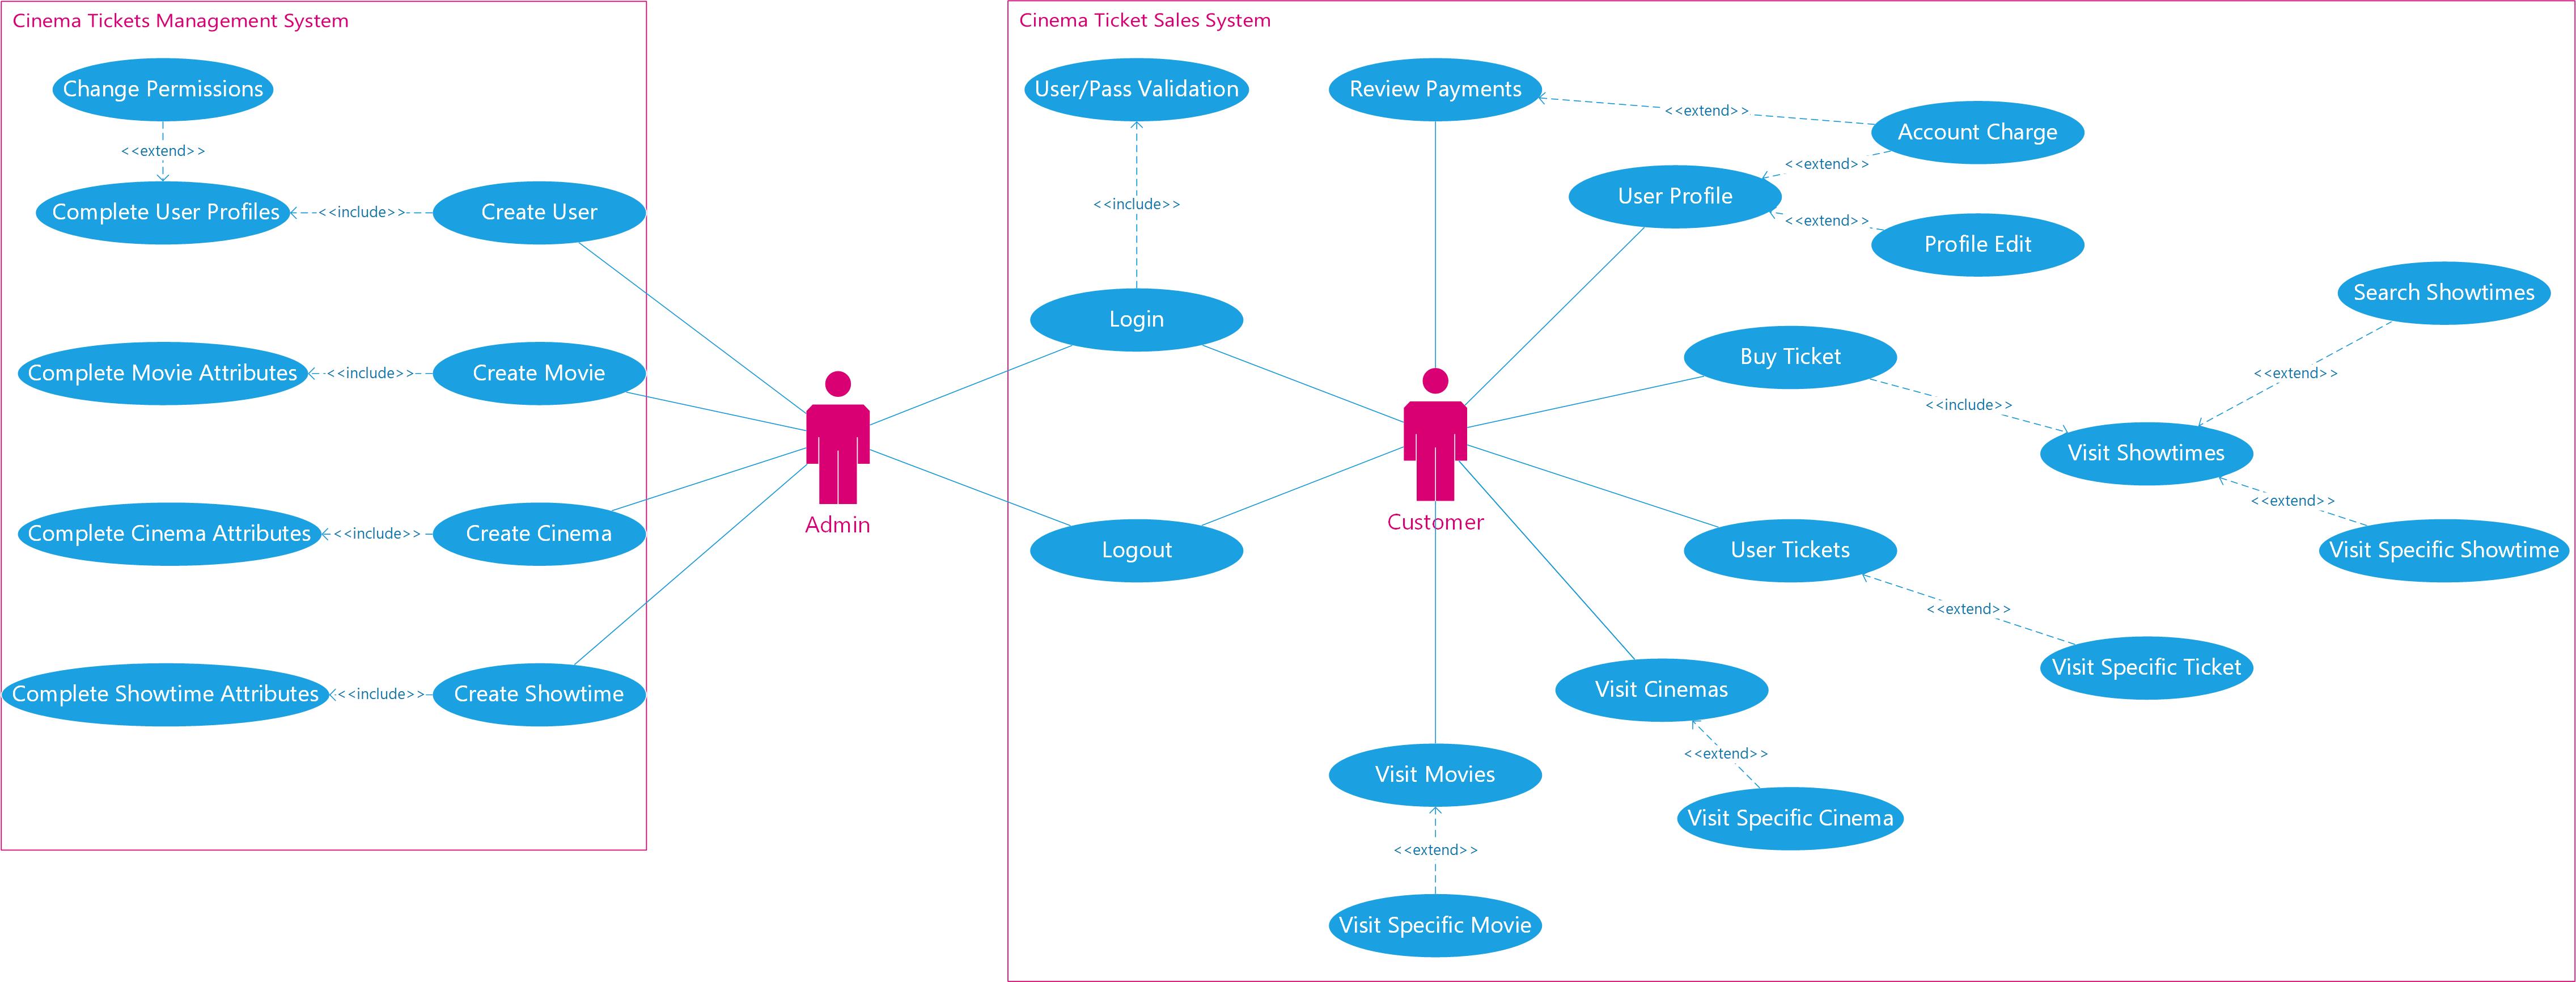 Cinema Tickets Management System
Change Permissions
<<extend>>
Complete User Profiles
<<include>>
Create User
Complete Movie Attributes
<<include>>
Create Movie
Complete Cinema Attributes
<<include>>
Create Cinema
Complete Showtime Attributes
<<include>>
Create Showtime
Admin
Cinema Ticket Sales System
User/Pass Validation
<<include>>
Login
Logout
Customer
Review Payments
<<extend>>
Account Charge
<<extend>>
User Profile
<<extend>>
Profile Edit
Buy Ticket
<<include>>
Search Showtimes
<<extend>>
Visit Showtimes
<<extend>>
Visit Specific Showtime
User Tickets
<<extend>>
Visit Specific Ticket
Visit Cinemas
<<extend>>
Visit Specific Cinema
Visit Movies
<<extend>>
Visit Specific Movie